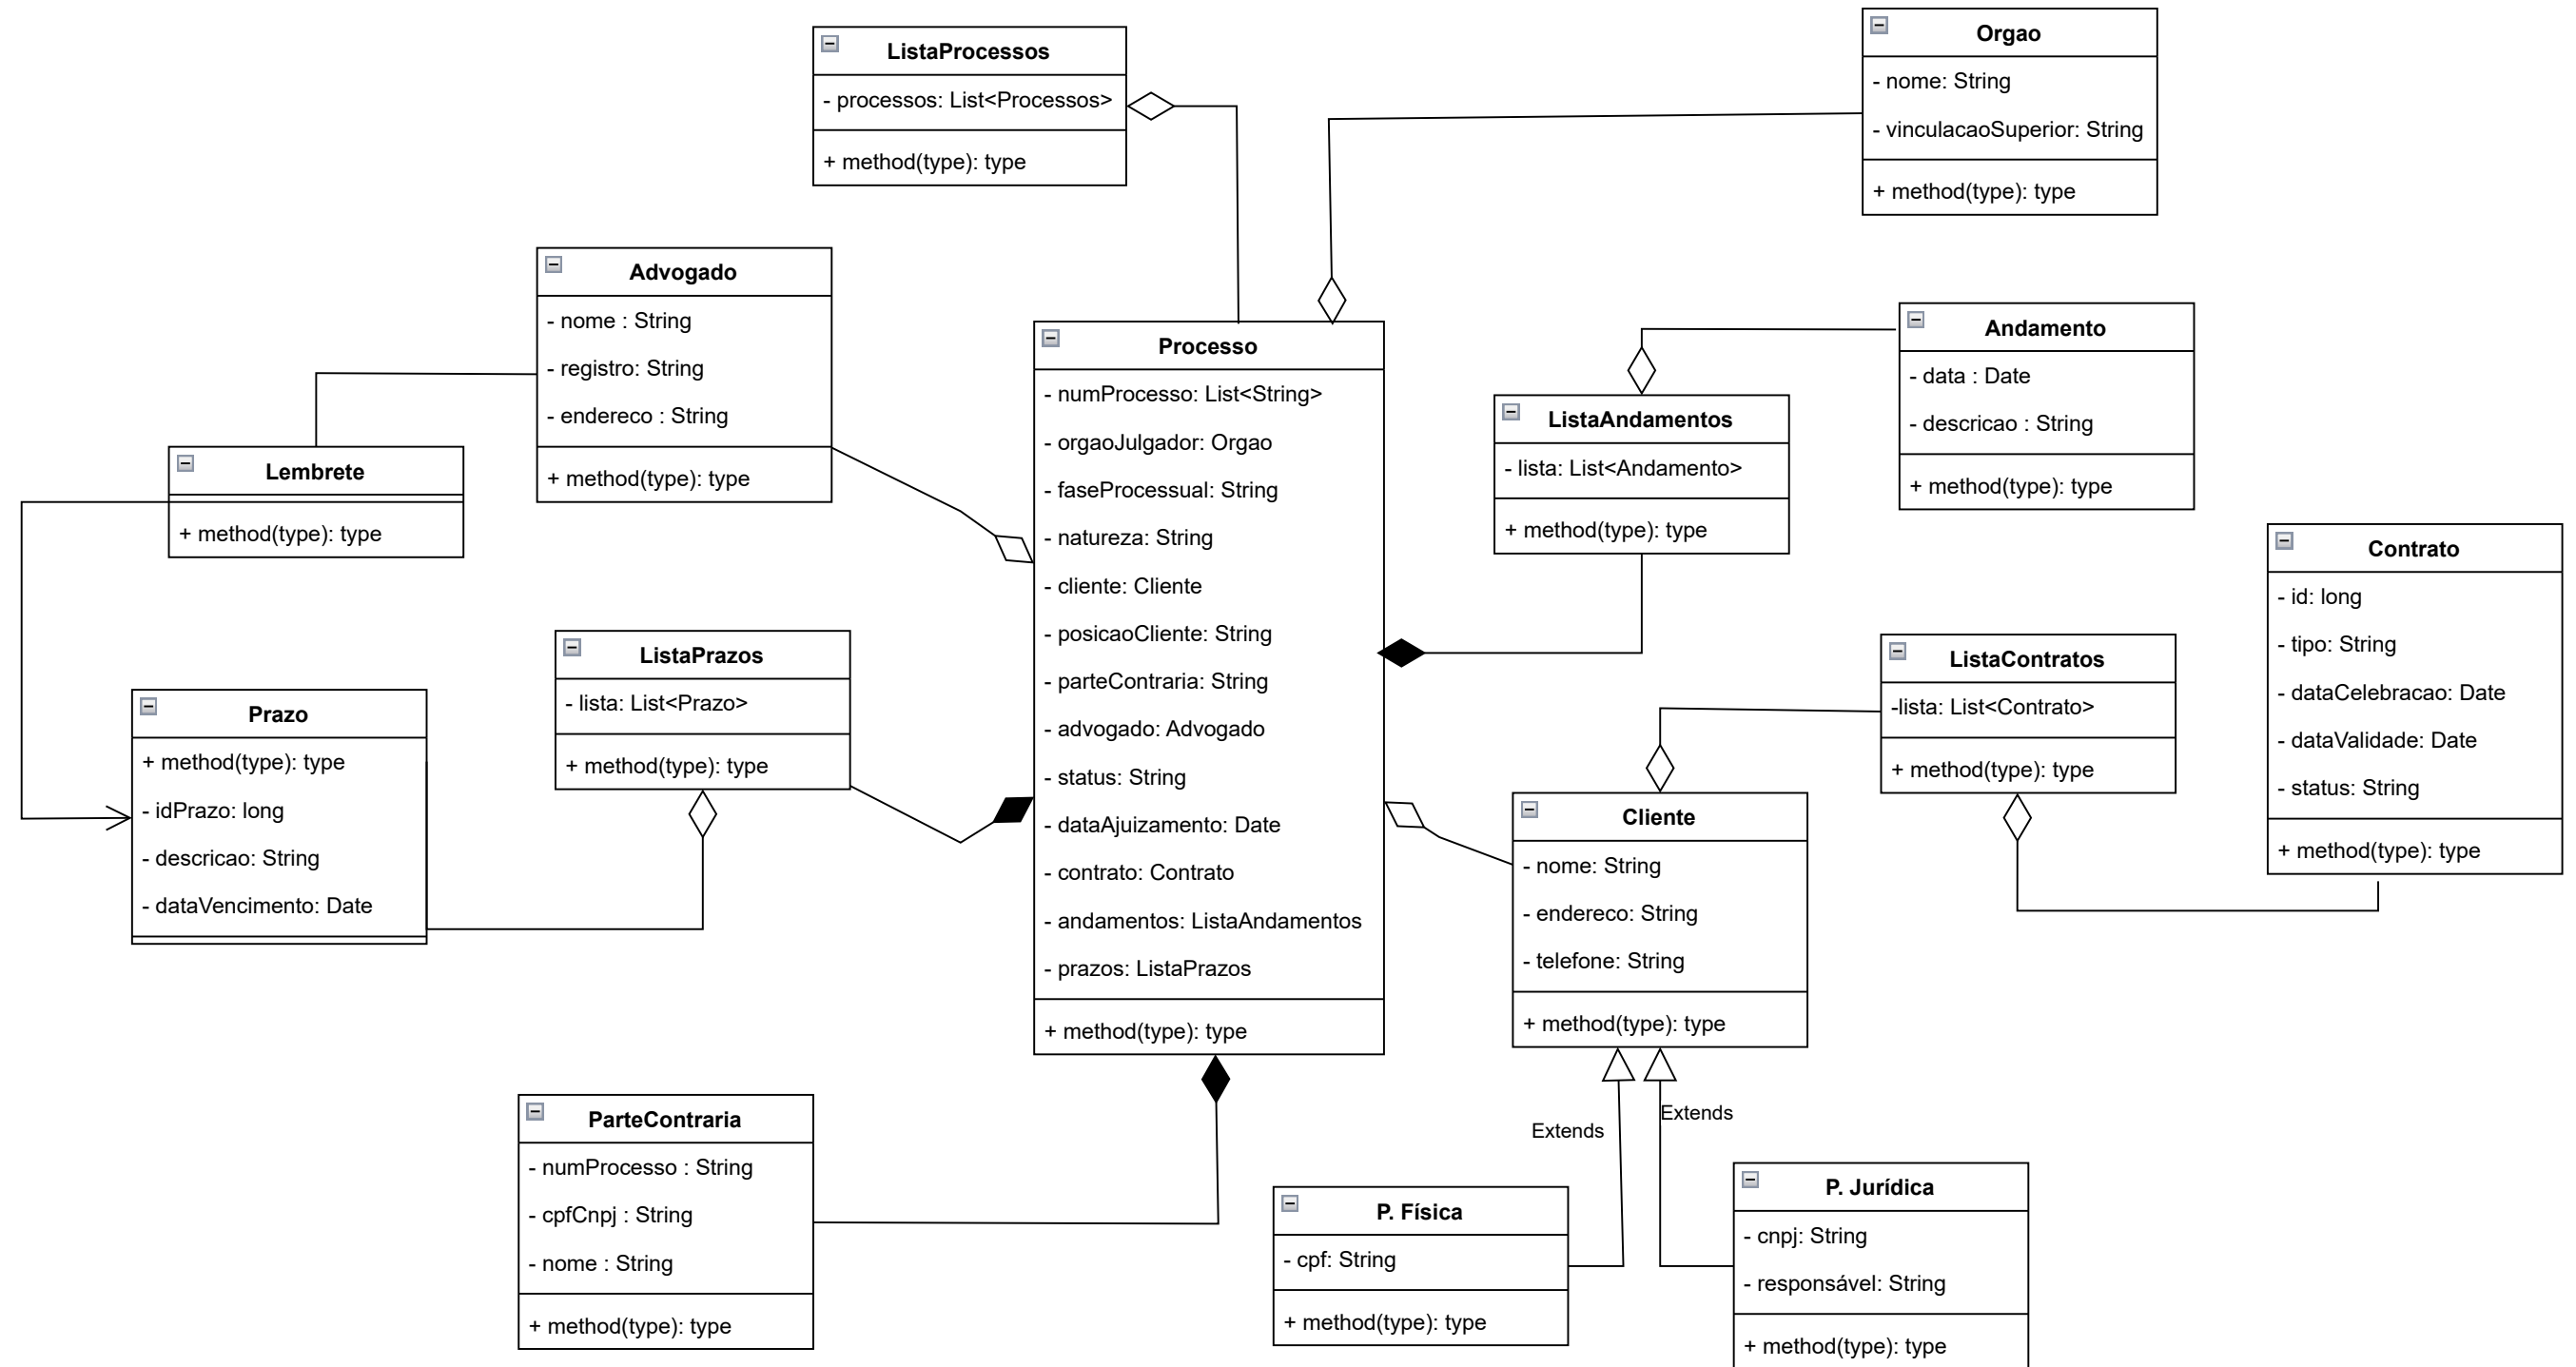 ListaProcessos
- processos: List<Processos>
+ method(type): type
Orgao
- nome: String
- vinculacaoSuperior: String
+ method(type): type
Advogado
- nome : String
- registro: String
- endereco : String
+ method(type): type
Processo
- numProcesso: List<String>
- orgaoJulgador: Orgao
- faseProcessual: String
- natureza: String
- cliente: Cliente
- posicaoCliente: String
- parteContraria: String
- advogado: Advogado
- status: String
- dataAjuizamento: Date
- contrato: Contrato
- andamentos: ListaAndamentos
- prazos: ListaPrazos
+ method(type): type
Andamento
- data : Date
- descricao : String
+ method(type): type
ListaAndamentos
- lista: List<Andamento>
+ method(type): type
Lembrete
+ method(type): type
Contrato
- id: long
- tipo: String
- dataCelebracao: Date
- dataValidade: Date
- status: String
+ method(type): type
ListaPrazos
- lista: List<Prazo>
+ method(type): type
ListaContratos
-lista: List<Contrato>
+ method(type): type
Prazo
+ method(type): type
- idPrazo: long
- descricao: String
- dataVencimento: Date
Cliente
- nome: String
- endereco: String
- telefone: String
+ method(type): type
Extends
Extends
ParteContraria
- numProcesso : String
- cpfCnpj : String
- nome : String
+ method(type): type
P. Física
- cpf: String
+ method(type): type
P. Jurídica
- cnpj: String
- responsável: String
+ method(type): type